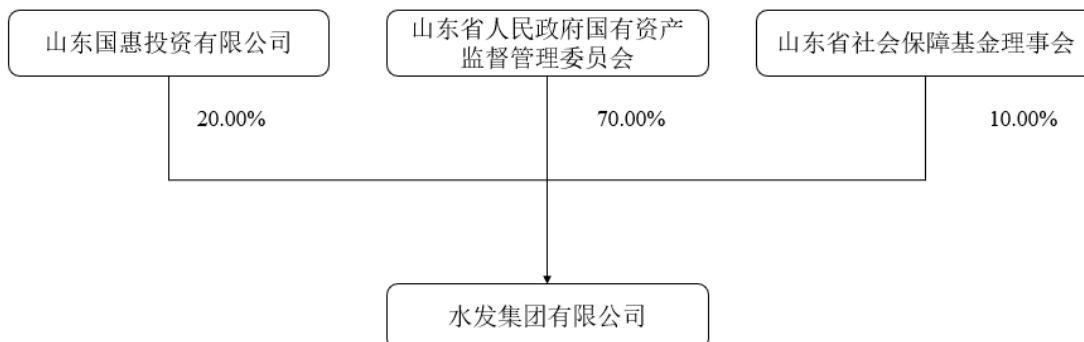 山东国惠投资有限公司
山东省人民政府国有资产
监督管理委员会
山东省社会保障基金理事会
20.00%
70.00%
10.00%
水发集团有限公司